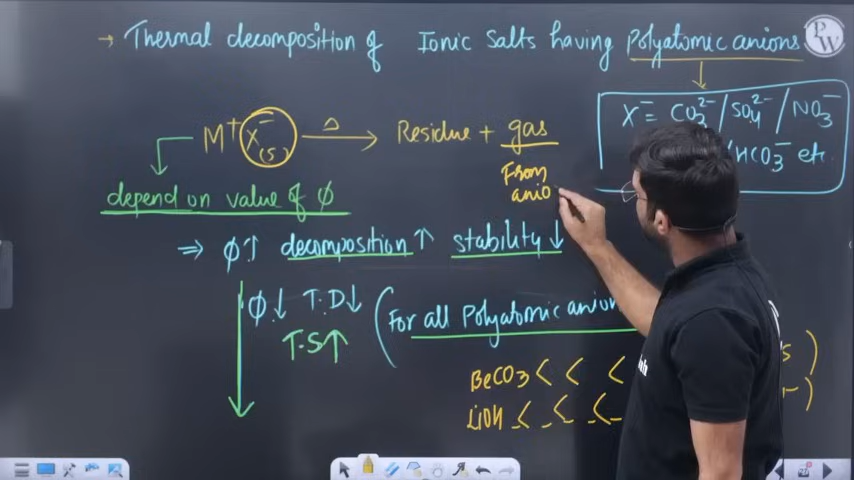 → Thermal decomposition of Ionic Salts having polyatomic anions
PW
M⁺X⁻(s) —Δ→ Residue + gas
From
anio
X⁻ = CO₃²⁻/SO₄²⁻/NO₃⁻
/HCO₃⁻ etc.
depend on value of φ
⇒ φ↑ decomposition↑ stability↓
φ↓ T.D↓ (For all Polyatomic anion
T.S↑
BeCO₃ < < <
LiOH < < <